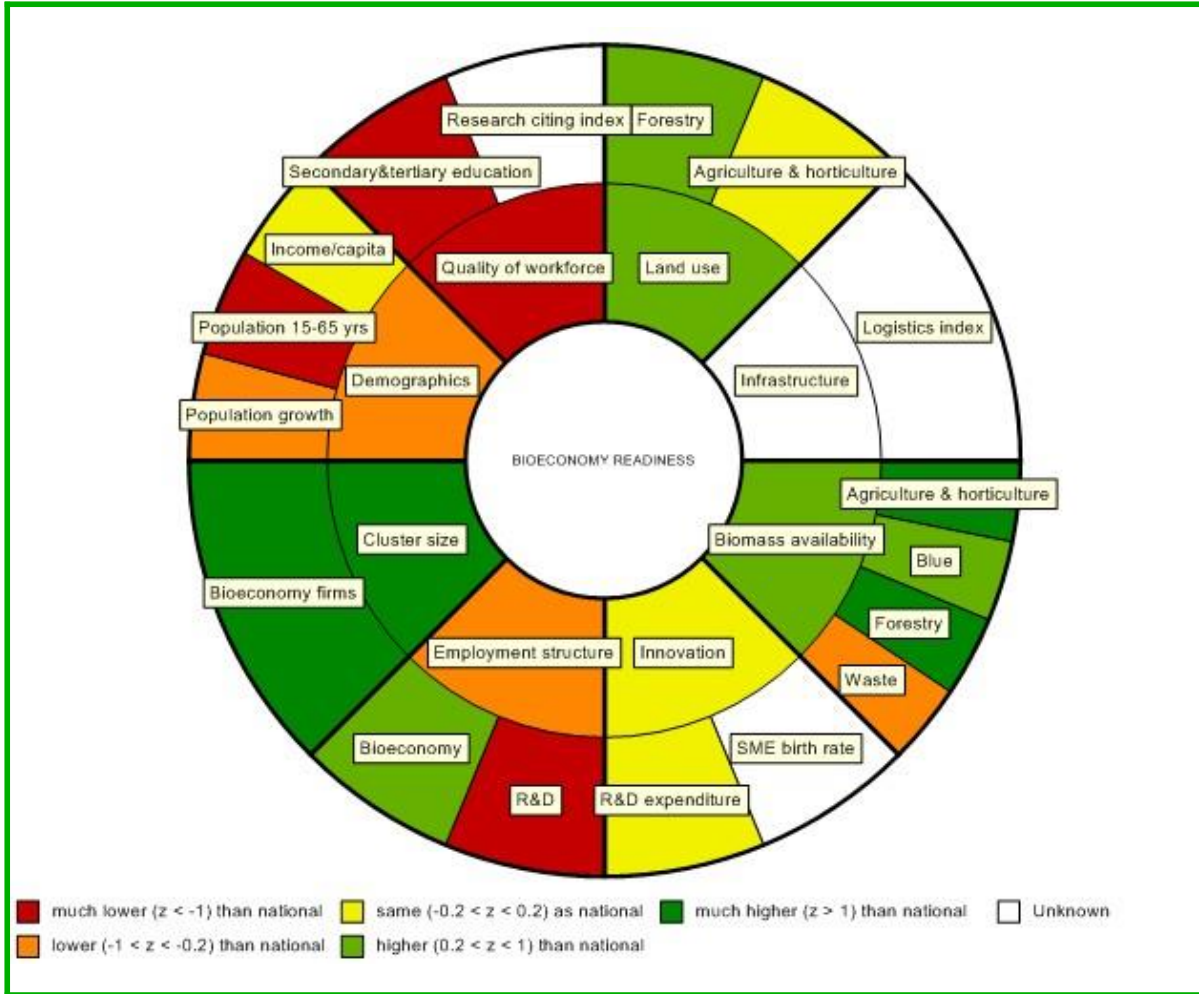 Research citing index
Forestry
Secondary&tertiary education
Agriculture & horticulture
Income/capita
Quality of workforce
Land use
Population 15-65 yrs
Logistics index
Demographics
Infrastructure
Population growth
BIOECONOMY READINESS
Agriculture & horticulture
Cluster size
Biomass availability
Blue
Bioeconomy firms
Forestry
Employment structure
Innovation
Waste
Bioeconomy
SME birth rate
R&D
R&D expenditure
much lower (z < -1) than national
same (-0.2 < z < 0.2) as national
much higher (z > 1) than national
Unknown
lower (-1 < z < -0.2) than national
higher (0.2 < z < 1) than national